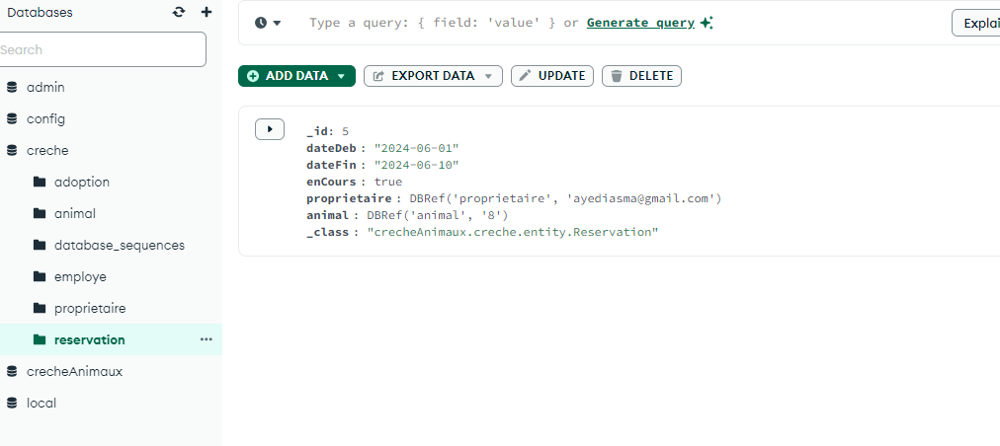 Databases
Search
admin
config
creche
adoption
animal
database_sequences
employe
proprietaire
reservation
crecheAnimaux
local
Type a query: { field: 'value' } or Generate query
Explai
ADD DATA
EXPORT DATA
UPDATE
DELETE
_id: 5
dateDeb : "2024-06-01"
dateFin : "2024-06-10"
enCours : true
proprietaire : DBRef('proprietaire', 'ayediasma@gmail.com')
animal : DBRef('animal', '8')
_class : "crecheAnimaux.creche.entity.Reservation"